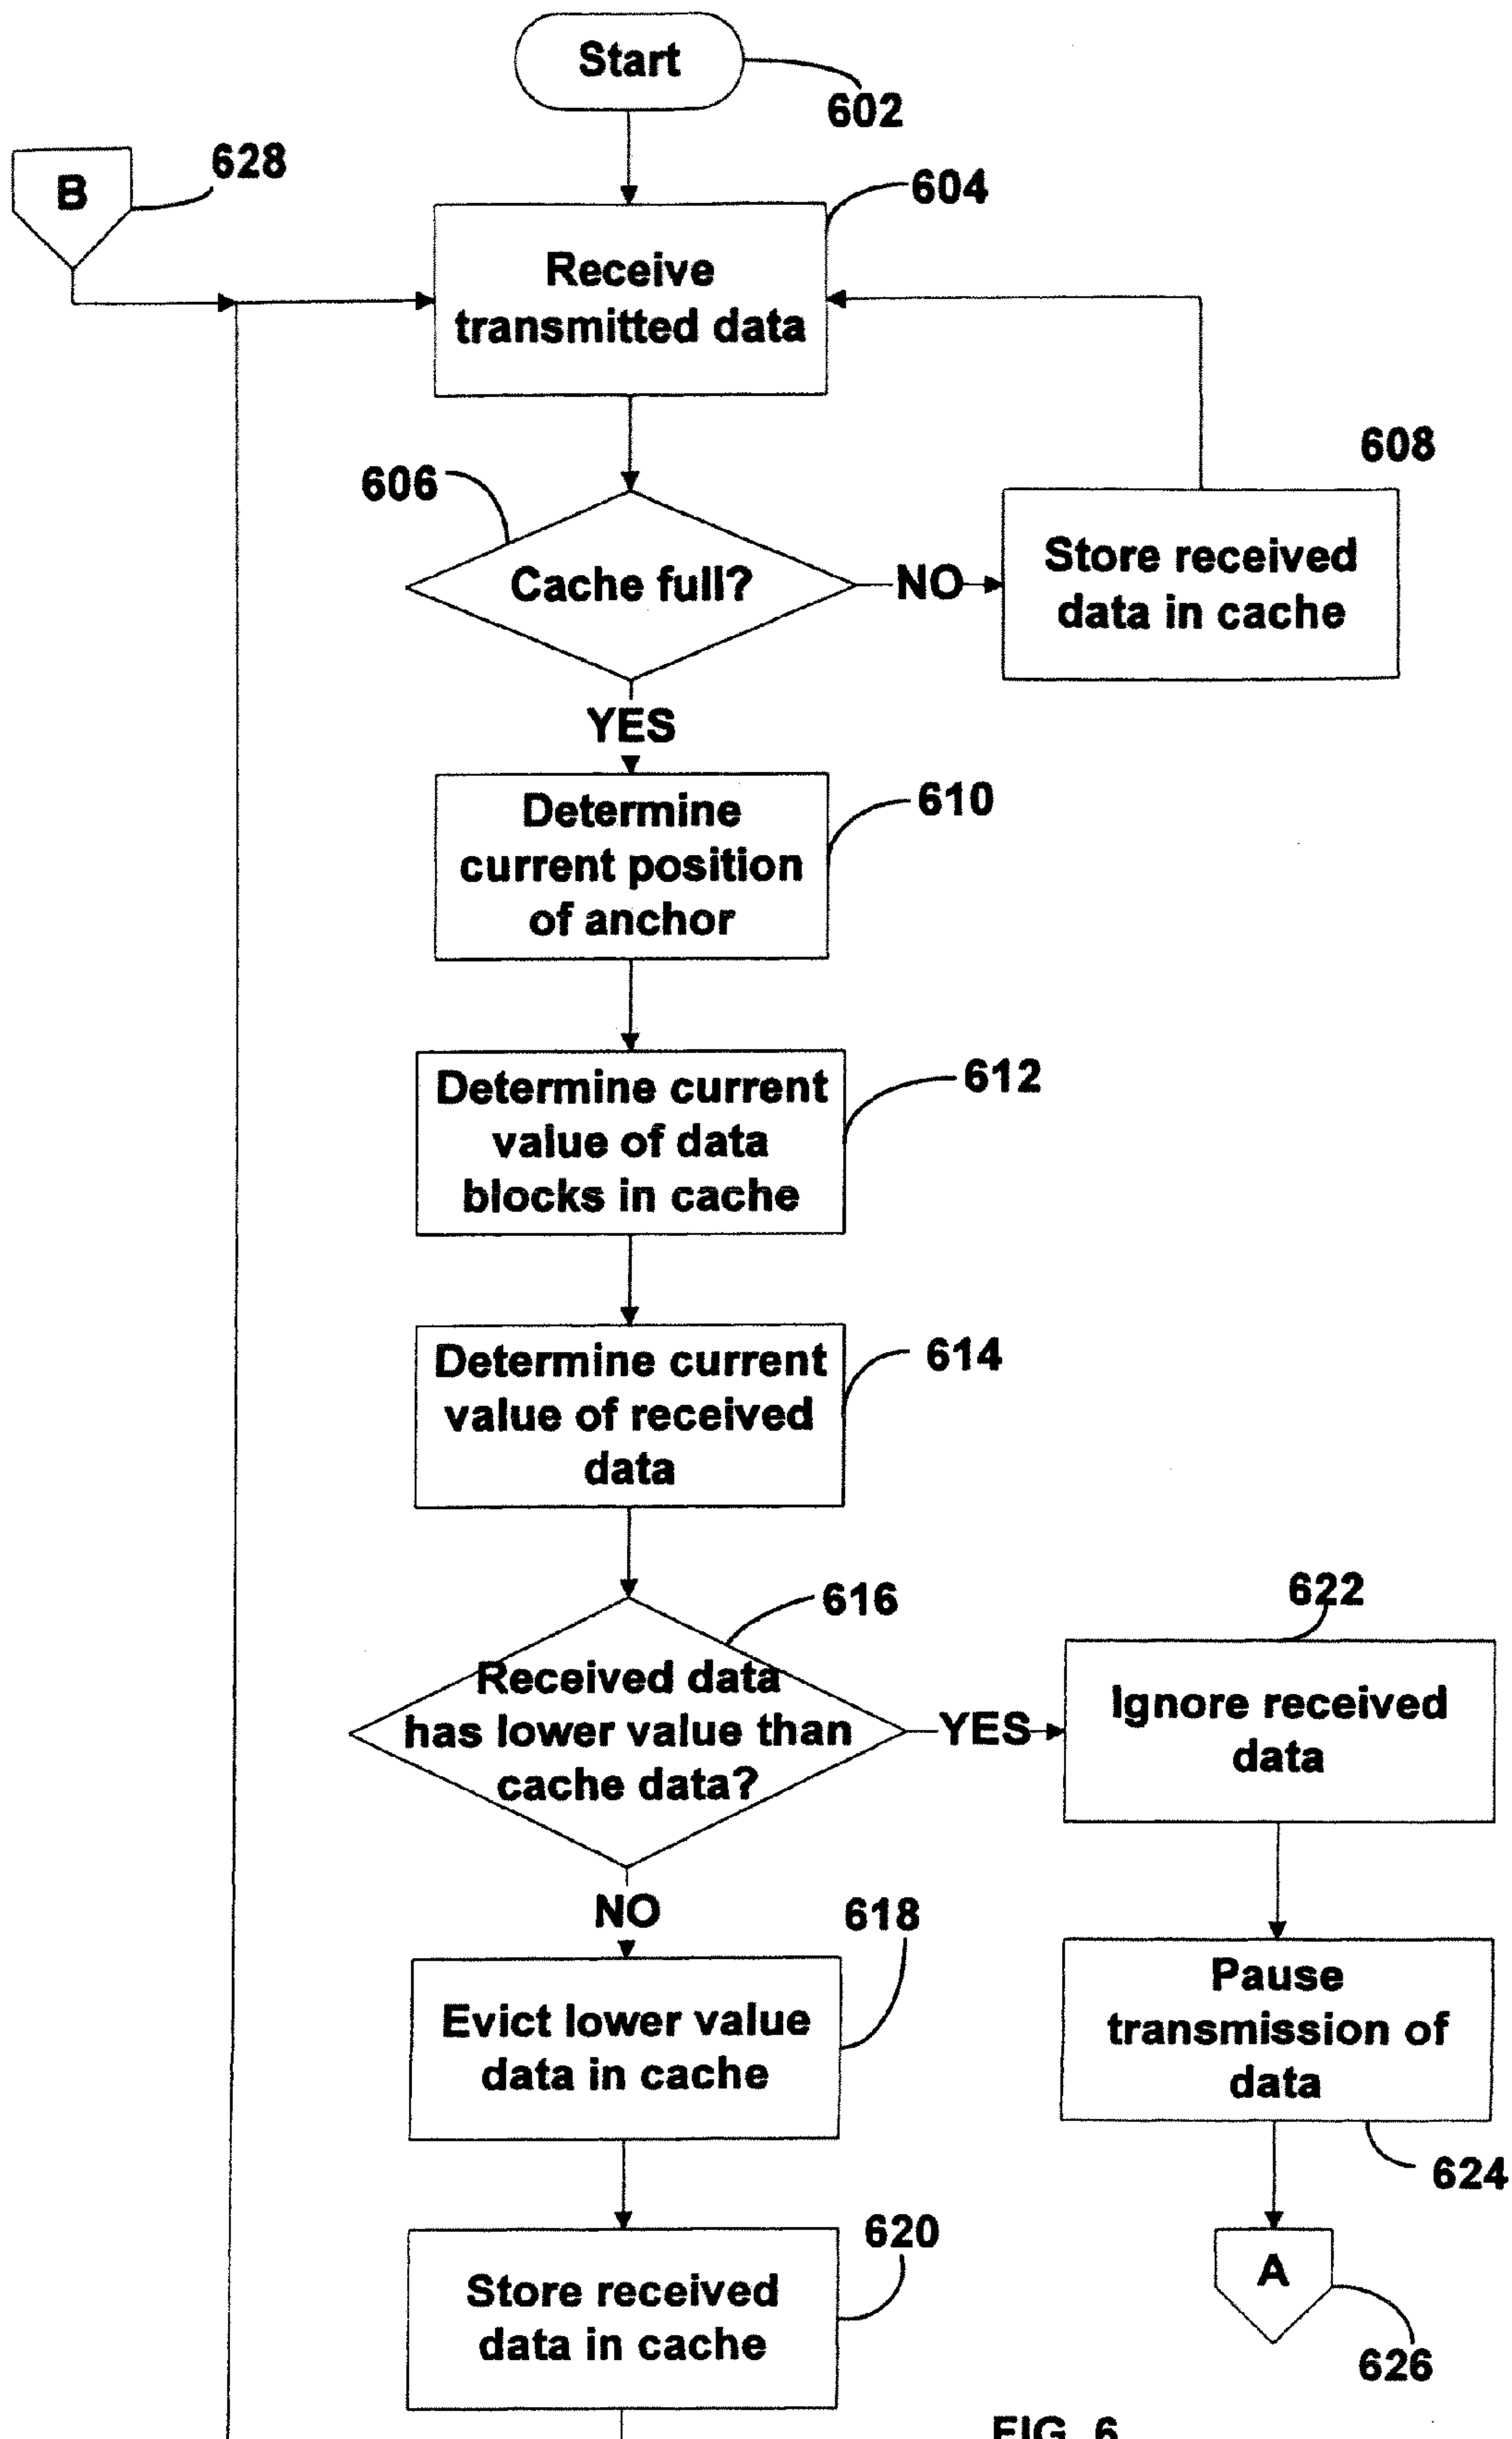 Start
602
B
628
604
Receive
transmitted data
606
Cache full?
NO
608
Store received
data in cache
YES
Determine
current position
of anchor
610
Determine current
value of data
blocks in cache
612
Determine current
value of received
data
614
616
Received data
has lower value than
cache data?
YES
622
Ignore received
data
NO
618
Evict lower value
data in cache
Pause
transmission of
data
624
620
Store received
data in cache
A
626
FIG. 6